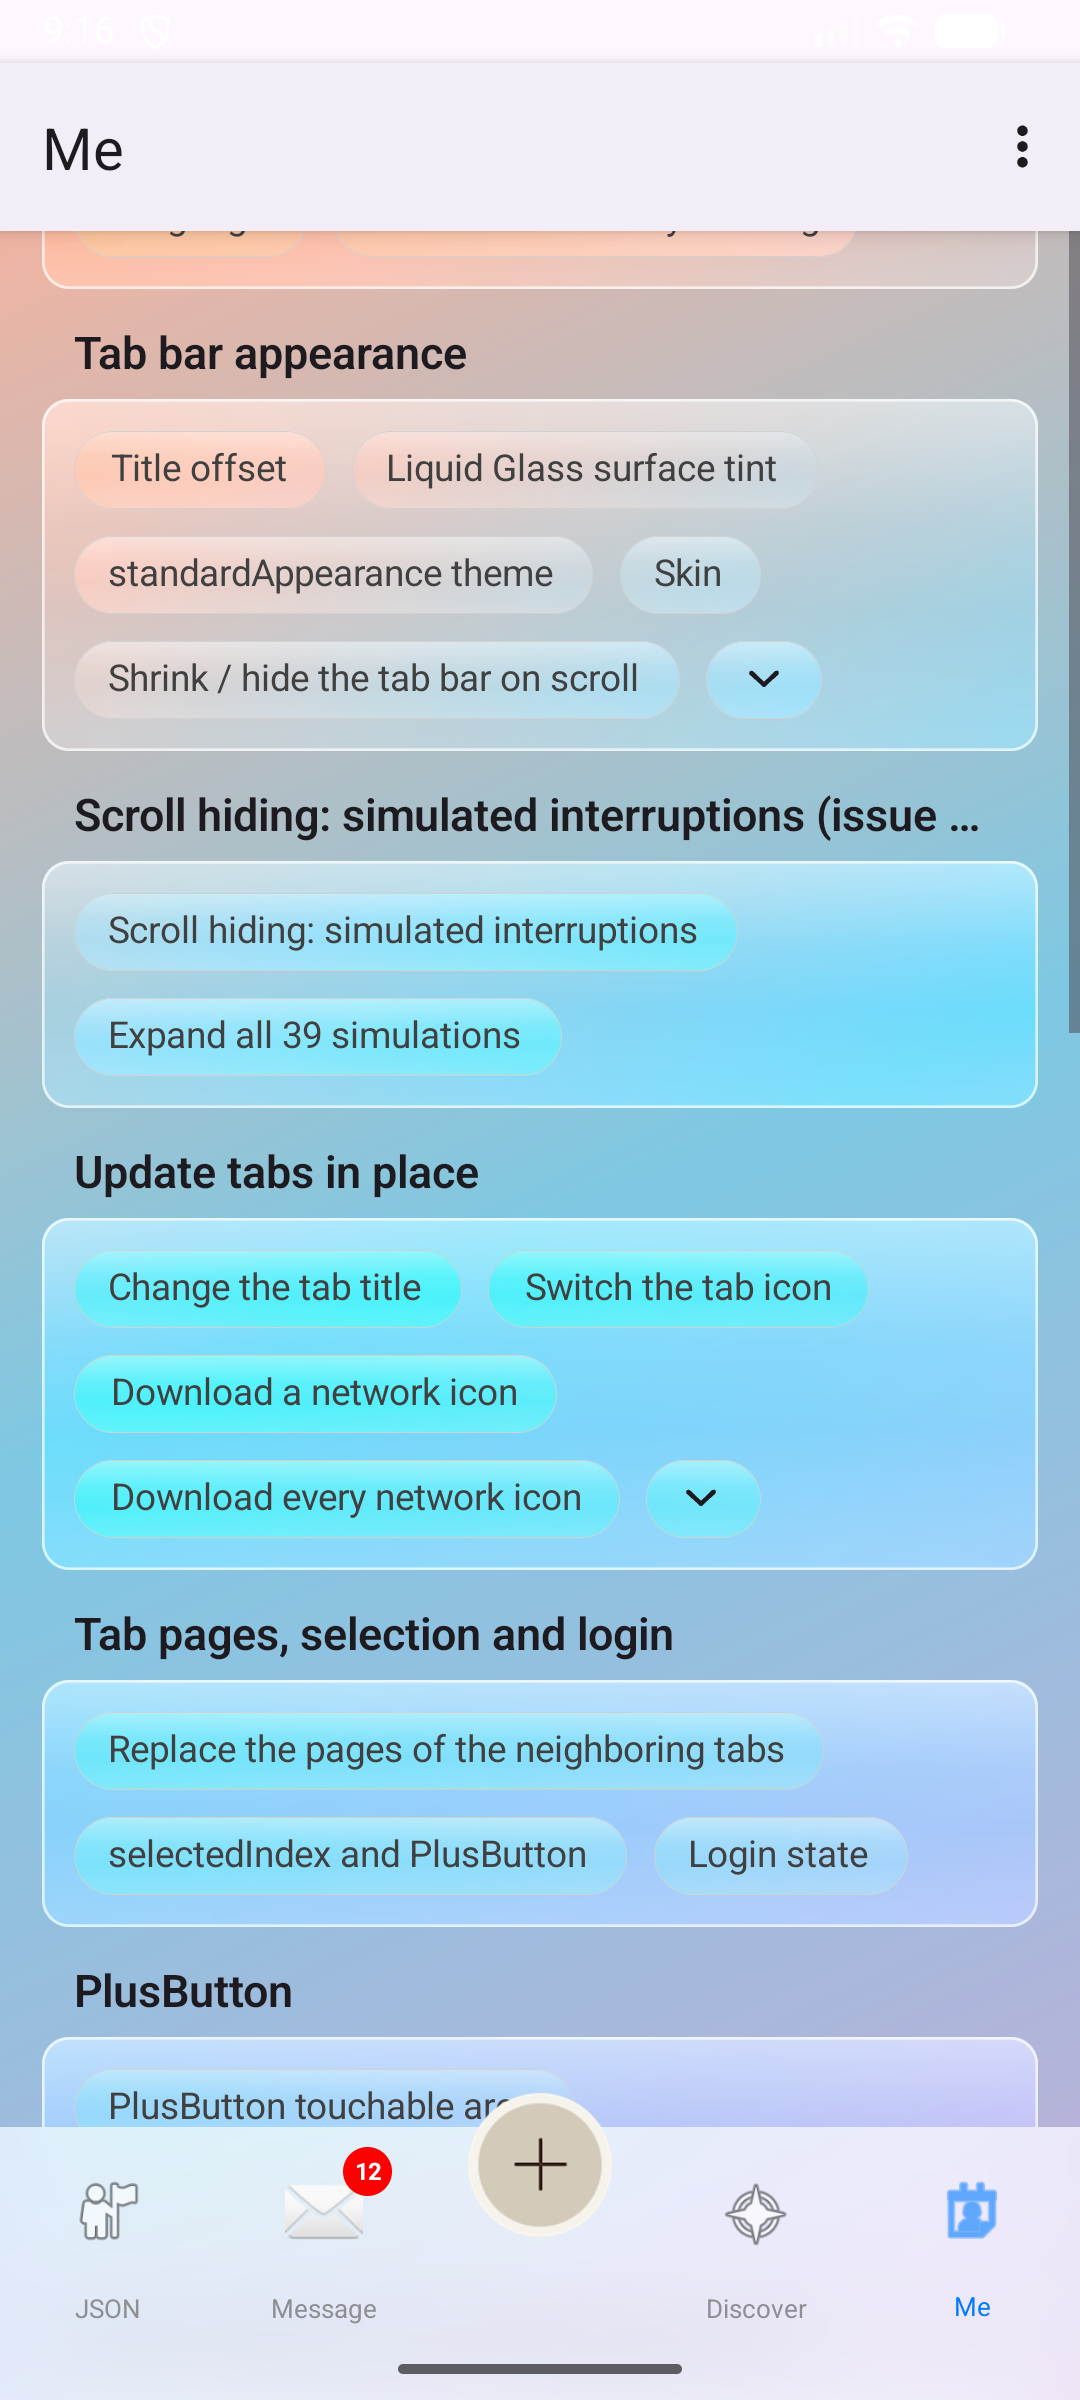 9:16
Me
Tab bar appearance
Title offset
Liquid Glass surface tint
standardAppearance theme
Skin
Shrink / hide the tab bar on scroll
Scroll hiding: simulated interruptions (issue ...
Scroll hiding: simulated interruptions
Expand all 39 simulations
Update tabs in place
Change the tab title
Switch the tab icon
Download a network icon
Download every network icon
Tab pages, selection and login
Replace the pages of the neighboring tabs
selectedIndex and PlusButton
Login state
PlusButton
PlusButton touchable
12
JSON
Message
Discover
Me